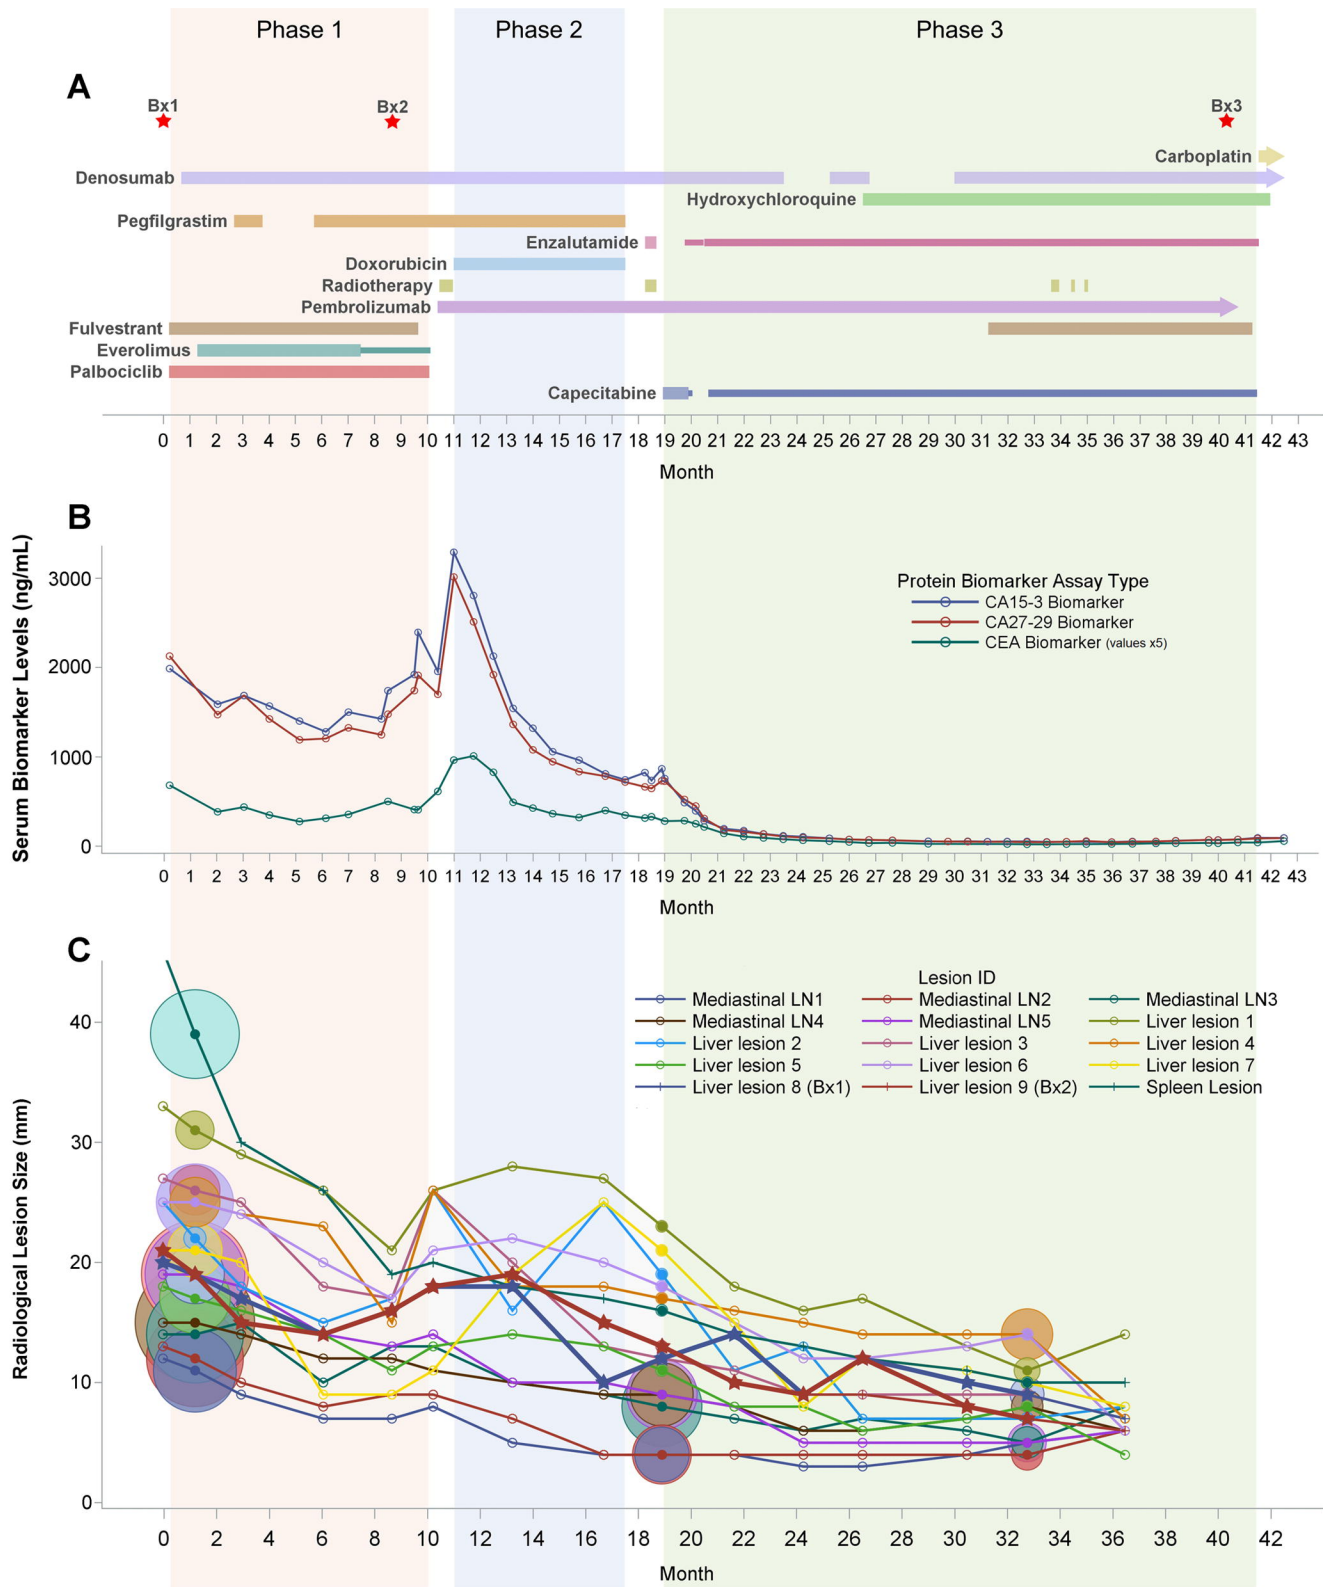 Phase 1 Phase 2 Phase 3
A
Bx1 Bx2 Bx3
Carboplatin
Denosumab
Hydroxychloroquine
Pegfilgrastim
Enzalutamide
Doxorubicin
Radiotherapy
Pembrolizumab
Fulvestrant
Everolimus
Palbociclib
Capecitabine
0 1 2 3 4 5 6 7 8 9 10 11 12 13 14 15 16 17 18 19 20 21 22 23 24 25 26 27 28 29 30 31 32 33 34 35 36 37 38 39 40 41 42 43
Month
B
Serum Biomarker Levels (ng/mL)
3000
2000
1000
0
Protein Biomarker Assay Type
CA15-3 Biomarker
CA27-29 Biomarker
CEA Biomarker (values x5)
0 1 2 3 4 5 6 7 8 9 10 11 12 13 14 15 16 17 18 19 20 21 22 23 24 25 26 27 28 29 30 31 32 33 34 35 36 37 38 39 40 41 42 43
Month
C
Radiological Lesion Size (mm)
40
30
20
10
0
Lesion ID
Mediastinal LN1 Mediastinal LN2 Mediastinal LN3
Mediastinal LN4 Mediastinal LN5 Liver lesion 1
Liver lesion 2 Liver lesion 3 Liver lesion 4
Liver lesion 5 Liver lesion 6 Liver lesion 7
Liver lesion 8 (Bx1) Liver lesion 9 (Bx2) Spleen Lesion
0 2 4 6 8 10 12 14 16 18 20 22 24 26 28 30 32 34 36 38 40 42
Month